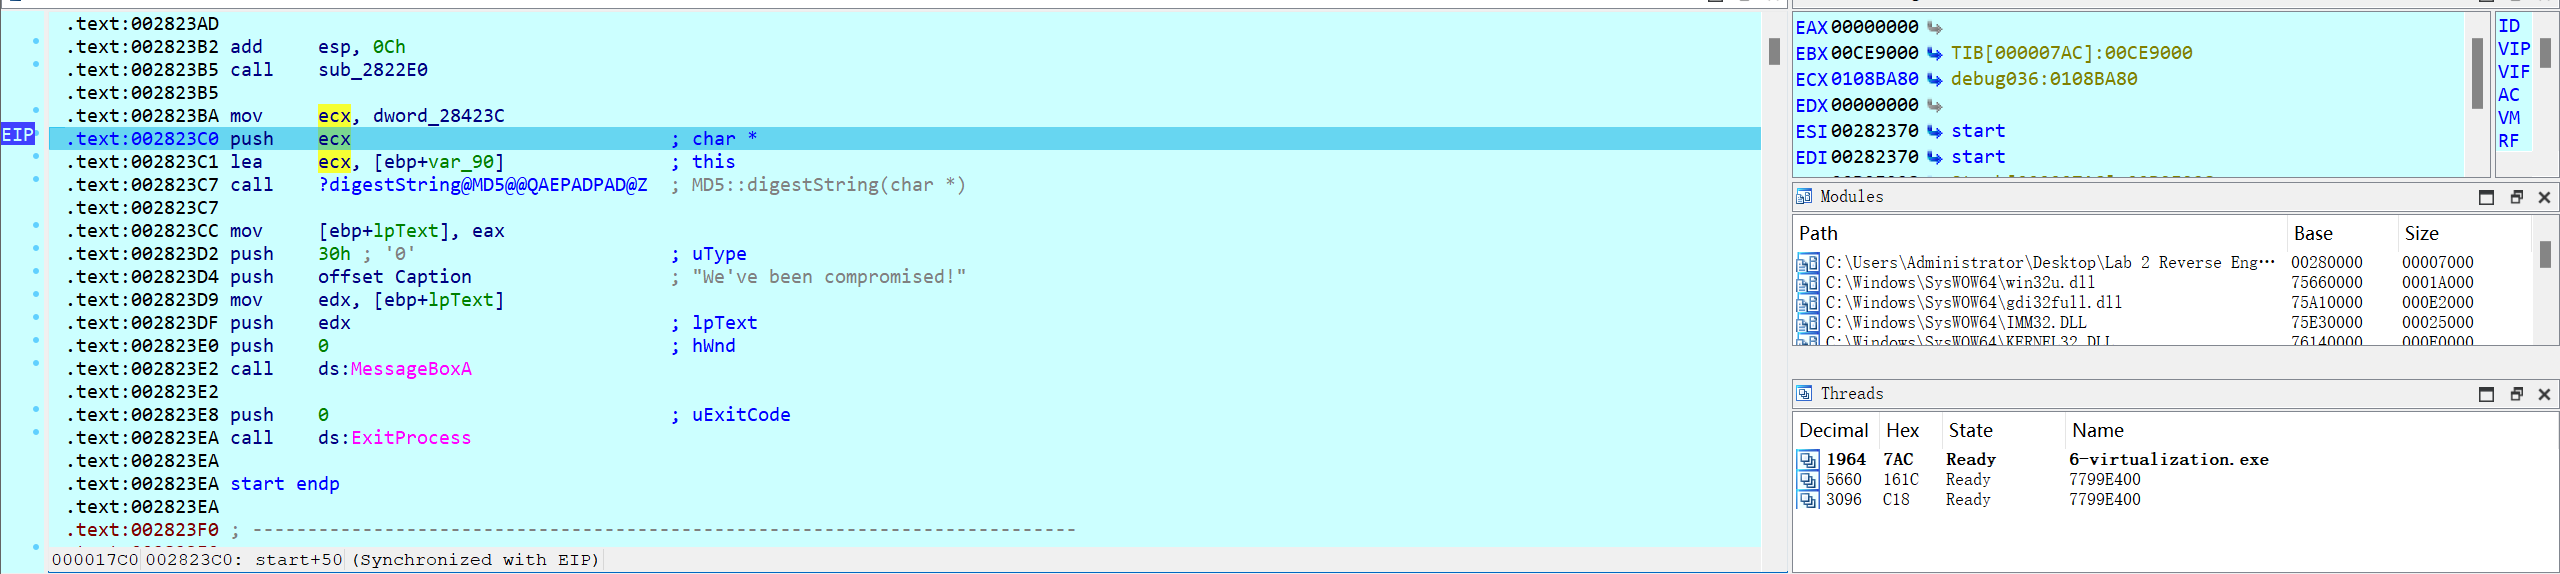 .text:002823AD
.text:002823B2 add     esp, 0Ch
.text:002823B5 call    sub_2822E0
.text:002823B5
.text:002823BA mov     ecx, dword_28423C
EIP .text:002823C0 push    ecx                             ; char *
.text:002823C1 lea     ecx, [ebp+var_90]               ; this
.text:002823C7 call    ?digestString@MD5@@QAEPADPAD@Z  ; MD5::digestString(char *)
.text:002823C7
.text:002823CC mov     [ebp+lpText], eax
.text:002823D2 push    30h ; '0'                       ; uType
.text:002823D4 push    offset Caption                  ; "We've been compromised!"
.text:002823D9 mov     edx, [ebp+lpText]
.text:002823DF push    edx                             ; lpText
.text:002823E0 push    0                               ; hWnd
.text:002823E2 call    ds:MessageBoxA
.text:002823E2
.text:002823E8 push    0                               ; uExitCode
.text:002823EA call    ds:ExitProcess
.text:002823EA
.text:002823EA start endp
.text:002823EA
.text:002823F0 ; ---------------------------------------------------------------------------
000017C0 002823C0: start+50 (Synchronized with EIP)
EAX 00000000
EBX 00CE9000 TIB[000007AC]:00CE9000
ECX 0108BA80 debug036:0108BA80
EDX 00000000
ESI 00282370 start
EDI 00282370 start
ID
VIP
VIF
AC
VM
RF
Modules
Path Base Size
C:\Users\Administrator\Desktop\Lab 2 Reverse Eng… 00280000 00007000
C:\Windows\SysWOW64\win32u.dll 75660000 0001A000
C:\Windows\SysWOW64\gdi32full.dll 75A10000 000E2000
C:\Windows\SysWOW64\IMM32.DLL 75E30000 00025000
C:\Windows\SysWOW64\KERNEL32.DLL 76140000 000F0000
Threads
Decimal Hex State Name
1964 7AC Ready 6-virtualization.exe
5660 161C Ready 7799E400
3096 C18 Ready 7799E400